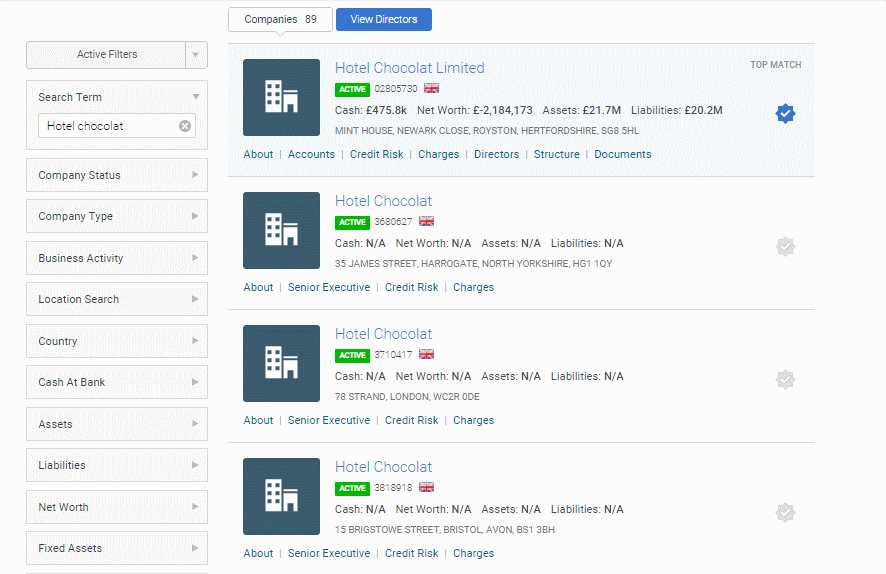 Companies 89 View Directors
Active Filters
Search Term
Hotel chocolat
Company Status
Company Type
Business Activity
Location Search
Country
Cash At Bank
Assets
Liabilities
Net Worth
Fixed Assets
Hotel Chocolat Limited
TOP MATCH
ACTIVE 02805730
Cash: £475.8k Net Worth: £-2,184,173 Assets: £21.7M Liabilities: £20.2M
MINT HOUSE, NEWARK CLOSE, ROYSTON, HERTFORDSHIRE, SG8 5HL
About | Accounts | Credit Risk | Charges | Directors | Structure | Documents
Hotel Chocolat
ACTIVE 3680627
Cash: N/A Net Worth: N/A Assets: N/A Liabilities: N/A
35 JAMES STREET, HARROGATE, NORTH YORKSHIRE, HG1 1QY
About | Senior Executive | Credit Risk | Charges
Hotel Chocolat
ACTIVE 3710417
Cash: N/A Net Worth: N/A Assets: N/A Liabilities: N/A
78 STRAND, LONDON, WC2R 0DE
About | Senior Executive | Credit Risk | Charges
Hotel Chocolat
ACTIVE 3818918
Cash: N/A Net Worth: N/A Assets: N/A Liabilities: N/A
15 BRIGSTOWE STREET, BRISTOL, AVON, BS1 3BH
About | Senior Executive | Credit Risk | Charges